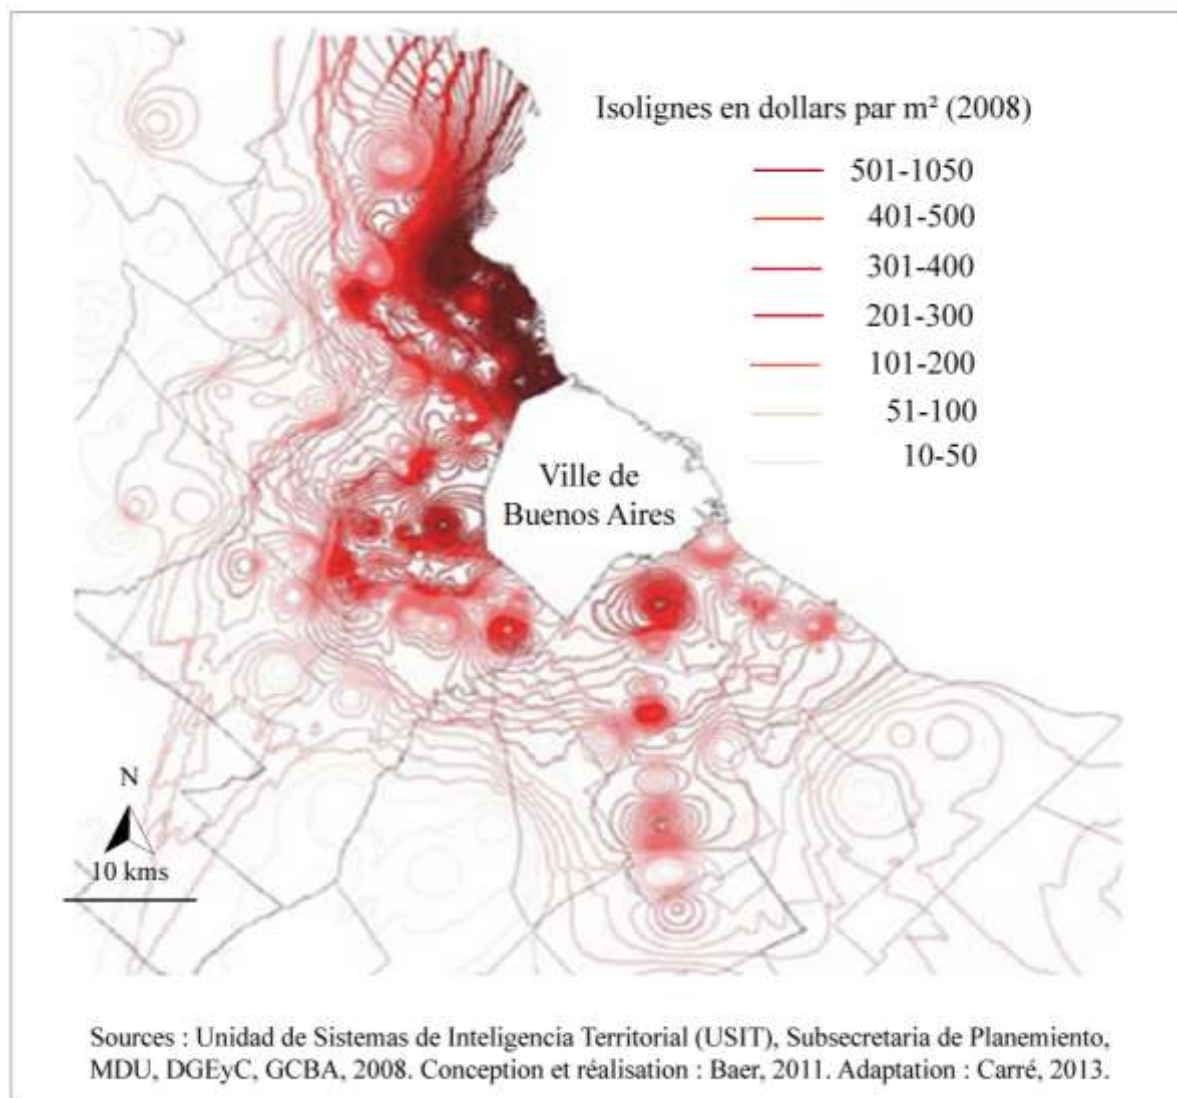 Isolignes en dollars par m² (2008)
501-1050
401-500
301-400
201-300
101-200
51-100
10-50
Ville de
Buenos Aires
N
10 kms
Sources : Unidad de Sistemas de Inteligencia Territorial (USIT), Subsecretaria de Planemiento,
MDU, DGEyC, GCBA, 2008. Conception et réalisation : Baer, 2011. Adaptation : Carré, 2013.